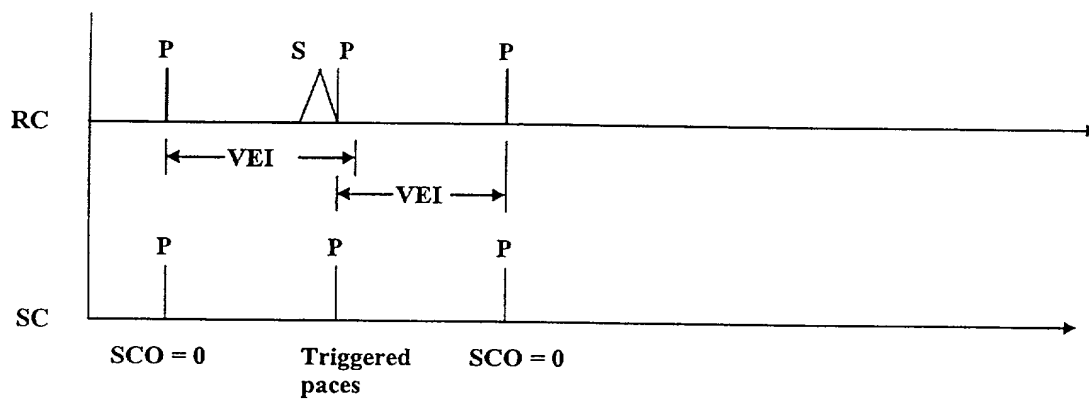 P S P P
RC
VEI
VEI
P P P
SC
SCO = 0 Triggered paces SCO = 0